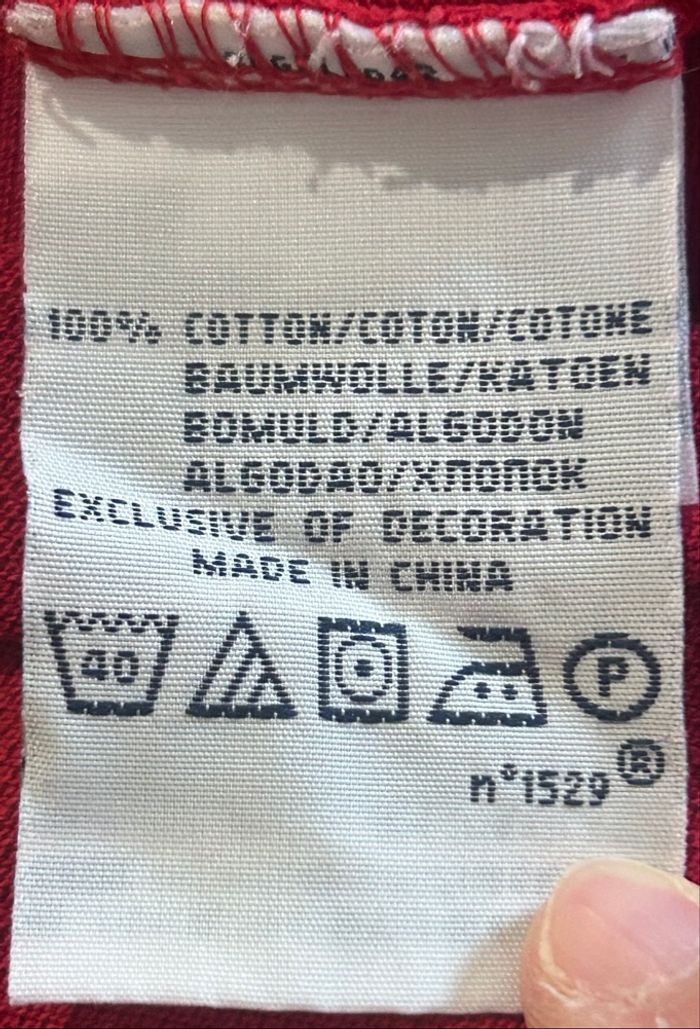 100% COTTON/COTON/COTONE
BAUMWOLLE/KATOEN
BOMULD/ALGODON
ALGODAO/ХЛОПОК
EXCLUSIVE OF DECORATION
MADE IN CHINA
40 P
n°1529 ®